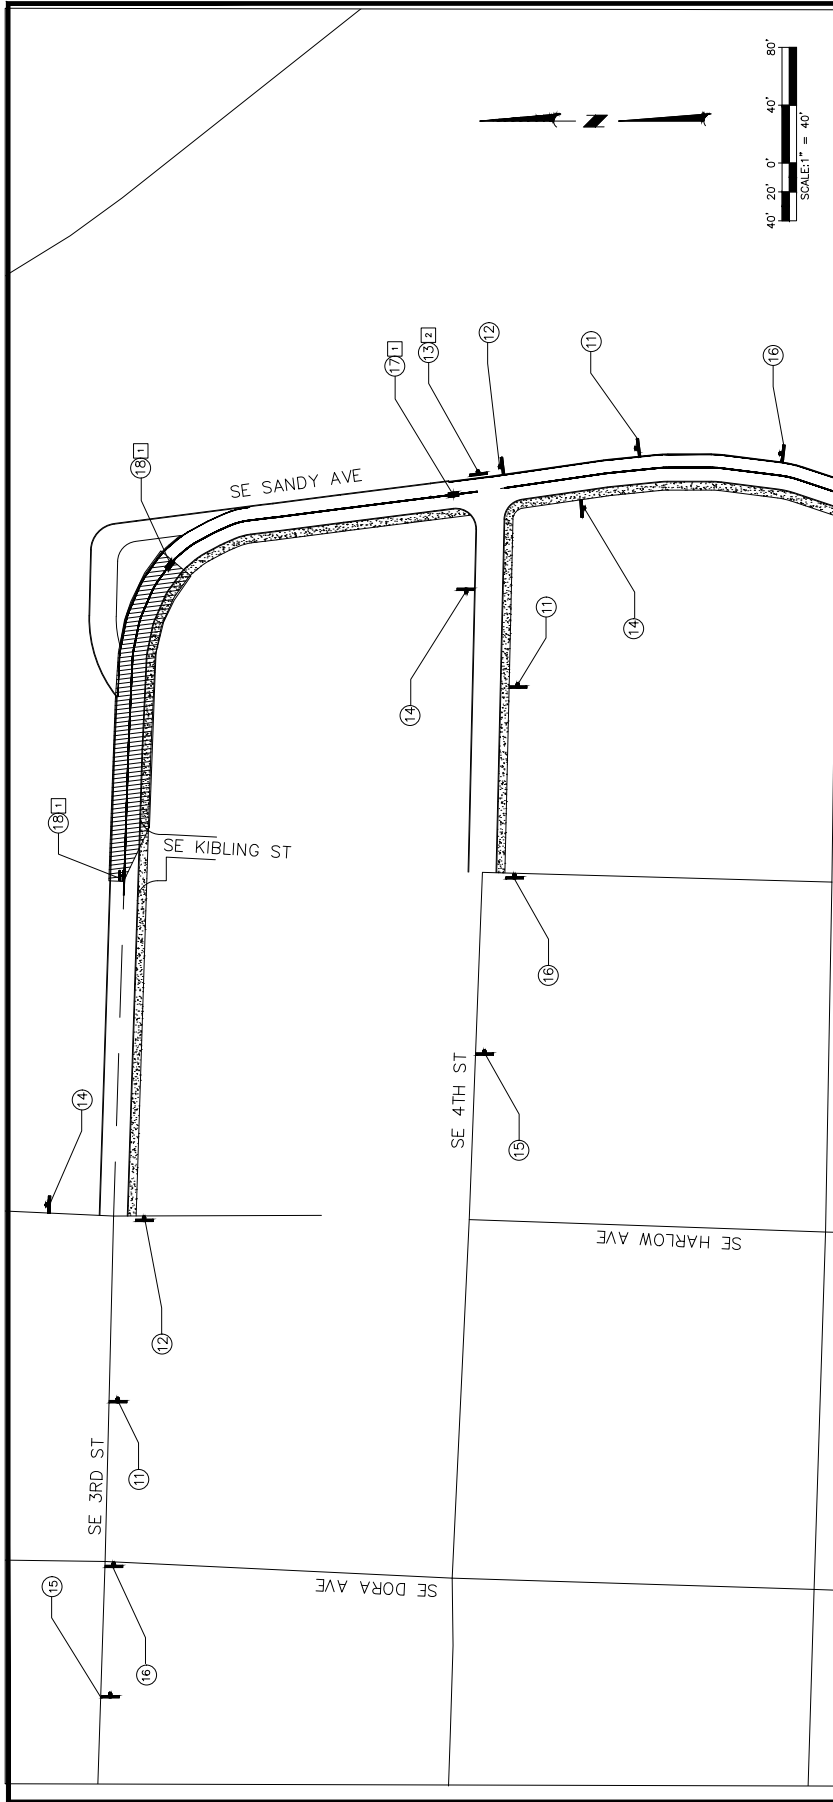 80'
40'
0'
20'
40'
SCALE:1" = 40'
N
16
11
12
13 2
17 1
18 1
SE SANDY AVE
14
11
14
18 1
SE KIBLING ST
16
SE 4TH ST
15
14
SE HARLOW AVE
12
11
SE 3RD ST
15
SE DORA AVE
16